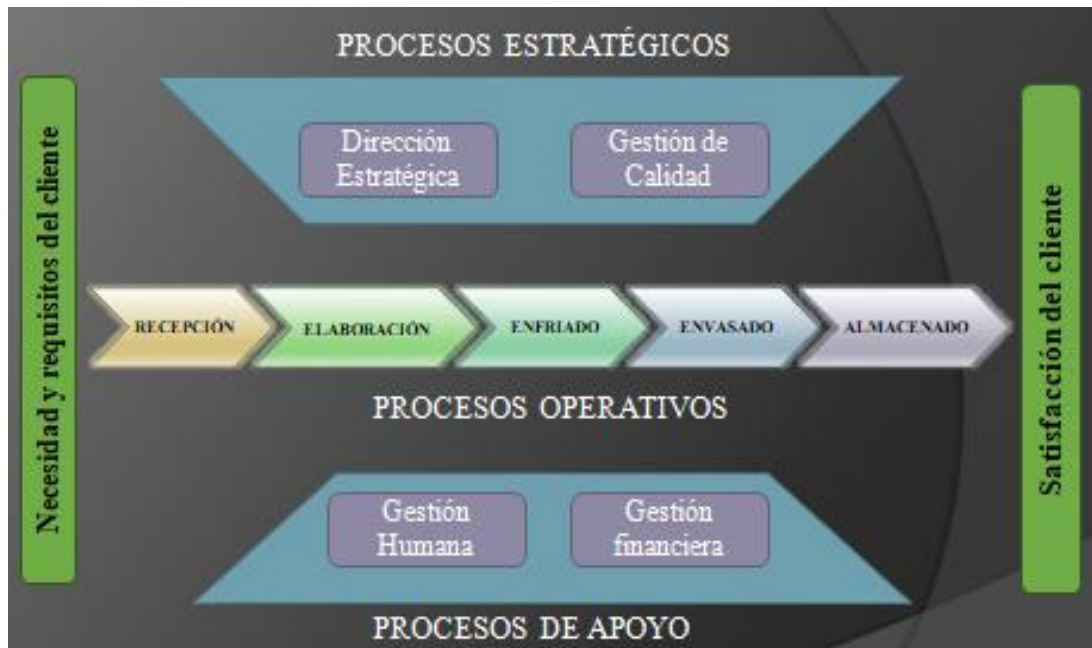 PROCESOS ESTRATÉGICOS
Necesidad y requisitos del cliente
Dirección
Estratégica
Gestión de
Calidad
Satisfacción del cliente
RECEPCIÓN
ELABORACIÓN
ENFRIADO
ENVASADO
ALMACENADO
PROCESOS OPERATIVOS
Gestión
Humana
Gestión
financiera
PROCESOS DE APOYO